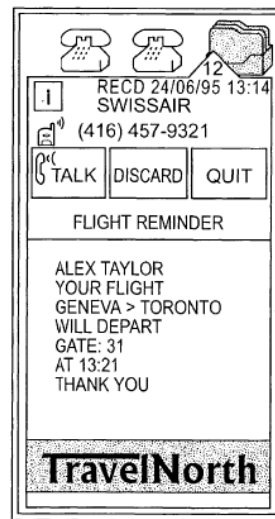 12
RECD 24/06/95 13:14
i
SWISSAIR
(416) 457-9321
TALK
DISCARD
QUIT
FLIGHT REMINDER
ALEX TAYLOR
YOUR FLIGHT
GENEVA > TORONTO
WILL DEPART
GATE: 31
AT 13:21
THANK YOU
TravelNorth